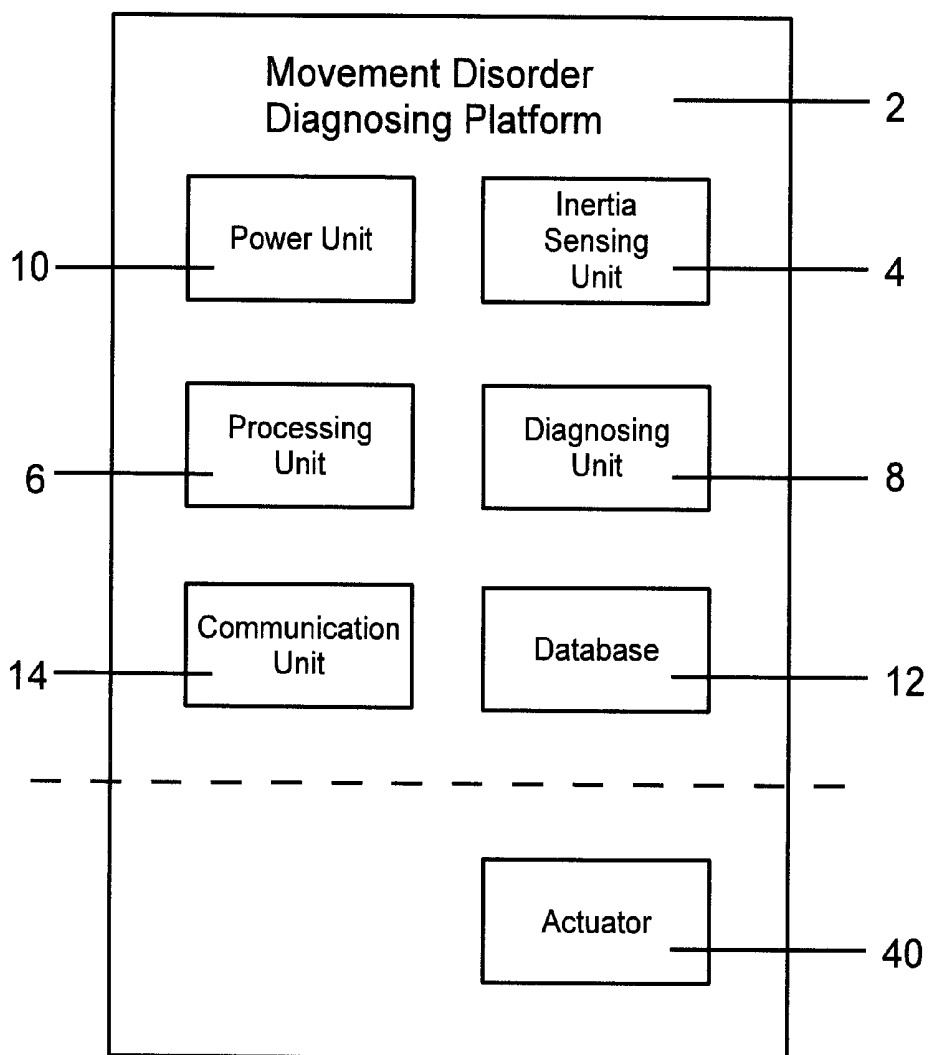 Movement Disorder
Diagnosing Platform
2
Power Unit
10
Inertia
Sensing
Unit
4
Processing
Unit
6
Diagnosing
Unit
8
Communication
Unit
14
Database
12
Actuator
40